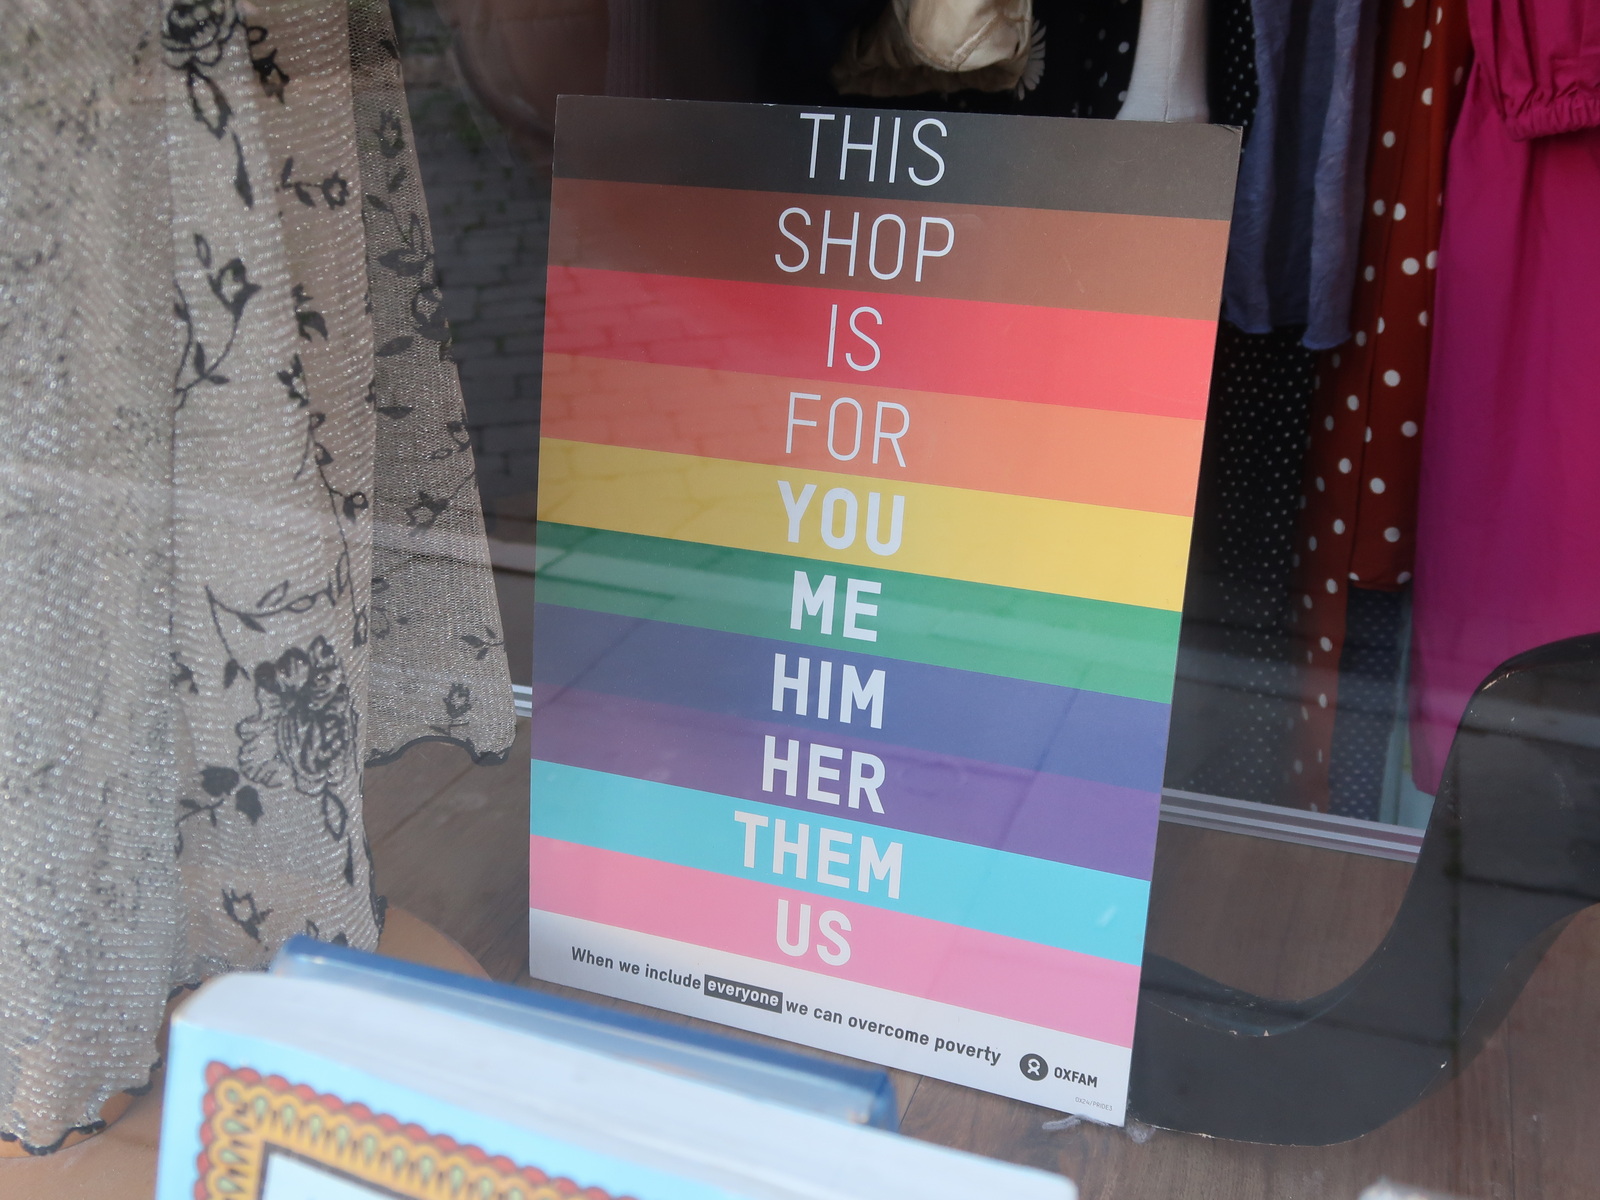 THIS
SHOP
IS
FOR
YOU
ME
HIM
HER
THEM
US
When we include everyone we can overcome poverty
OXFAM